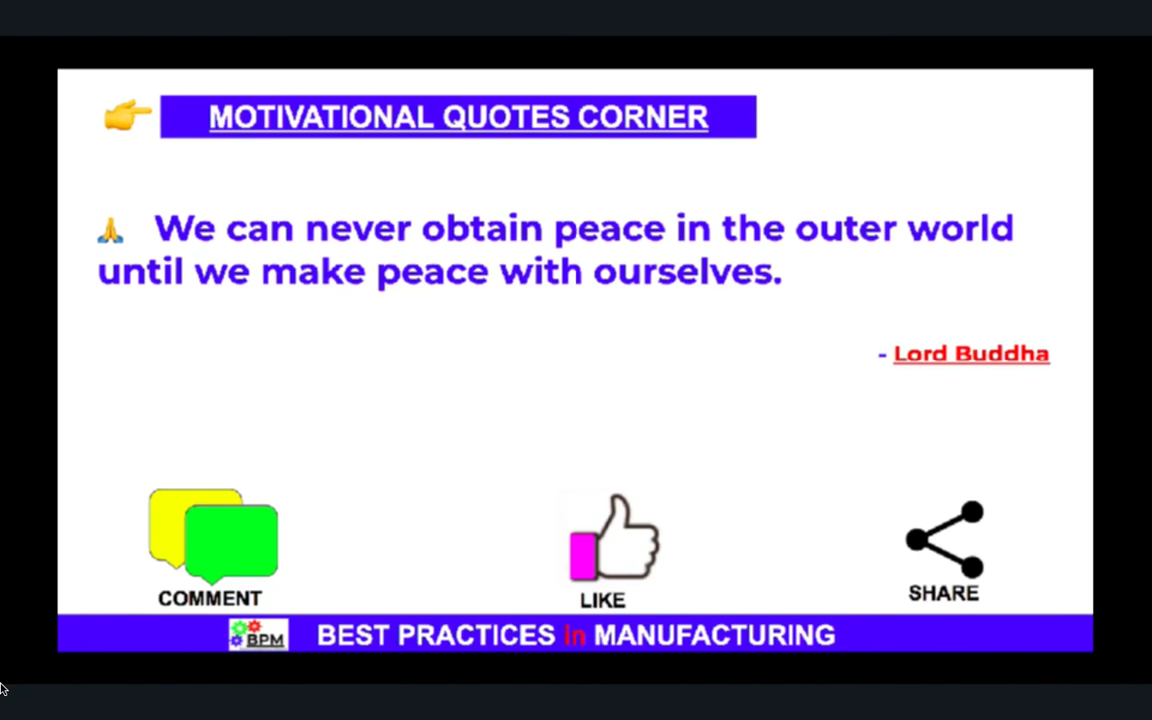 MOTIVATIONAL QUOTES CORNER
We can never obtain peace in the outer world
until we make peace with ourselves.
- Lord Buddha
COMMENT
LIKE
SHARE
BPM
BEST PRACTICES in MANUFACTURING